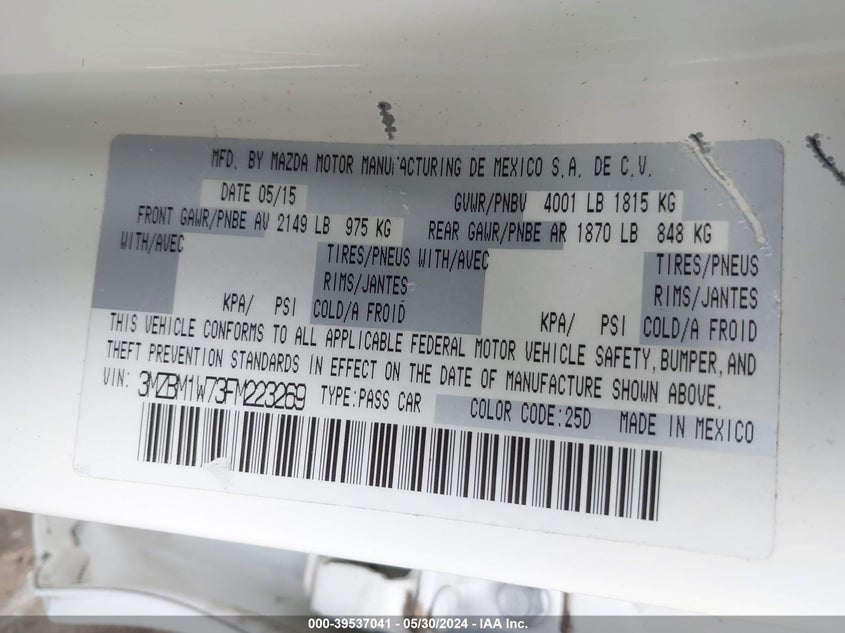 MFD. BY MAZDA MOTOR MANUFACTURING DE MEXICO S.A. DE C.V.
DATE 05/15 GVWR/PNBV 4001 LB 1815 KG
FRONT GAWR/PNBE AV 2149 LB 975 KG REAR GAWR/PNBE AR 1870 LB 848 KG
WITH/AVEC TIRES/PNEUS WITH/AVEC TIRES/PNEUS
RIMS/JANTES RIMS/JANTES
KPA/ PSI COLD/A FROID KPA/ PSI COLD/A FROID
THIS VEHICLE CONFORMS TO ALL APPLICABLE FEDERAL MOTOR VEHICLE SAFETY, BUMPER, AND
THEFT PREVENTION STANDARDS IN EFFECT ON THE DATE OF MANUFACTURE SHOWN ABOVE.
VIN: 3MZBM1W73FM223269 TYPE:PASS CAR COLOR CODE:25D MADE IN MEXICO
000-39537041 - 05/30/2024 - IAA Inc.